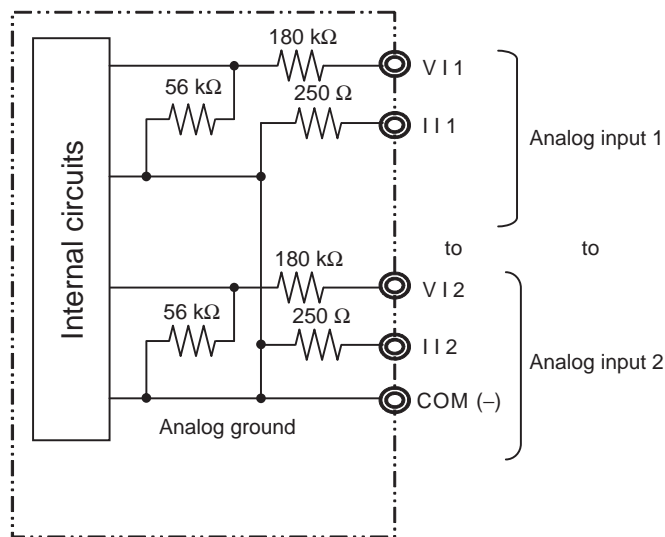 180 kΩ
V I 1
56 kΩ
250 Ω
I I 1
Analog input 1
Internal circuits
to
to
180 kΩ
V I 2
56 kΩ
250 Ω
I I 2
Analog input 2
COM (–)
Analog ground